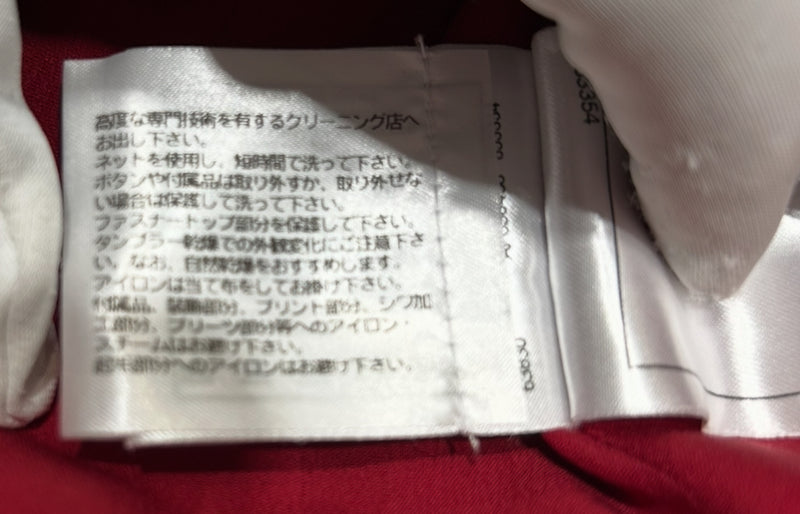 高度な専門技術を有するクリーニング店へ
お出し下さい。
ネットを使用し、短時間で洗って下さい。
ボタンや付属品は取り外すか、取り外せな
い場合は保護して洗って下さい。
ファスナートップ部分を保護して下さい。
タンブラー乾燥での外観変化にご注意下さ
い。なお、自然乾燥をおすすめします。
アイロンは当て布をしてお掛け下さい。
付属品、装飾部分、プリント部分、シワ加
工部分、プリーツ部分等へのアイロン・
スチームはお避け下さい。
起毛部分へのアイロンはお避け下さい。
3354